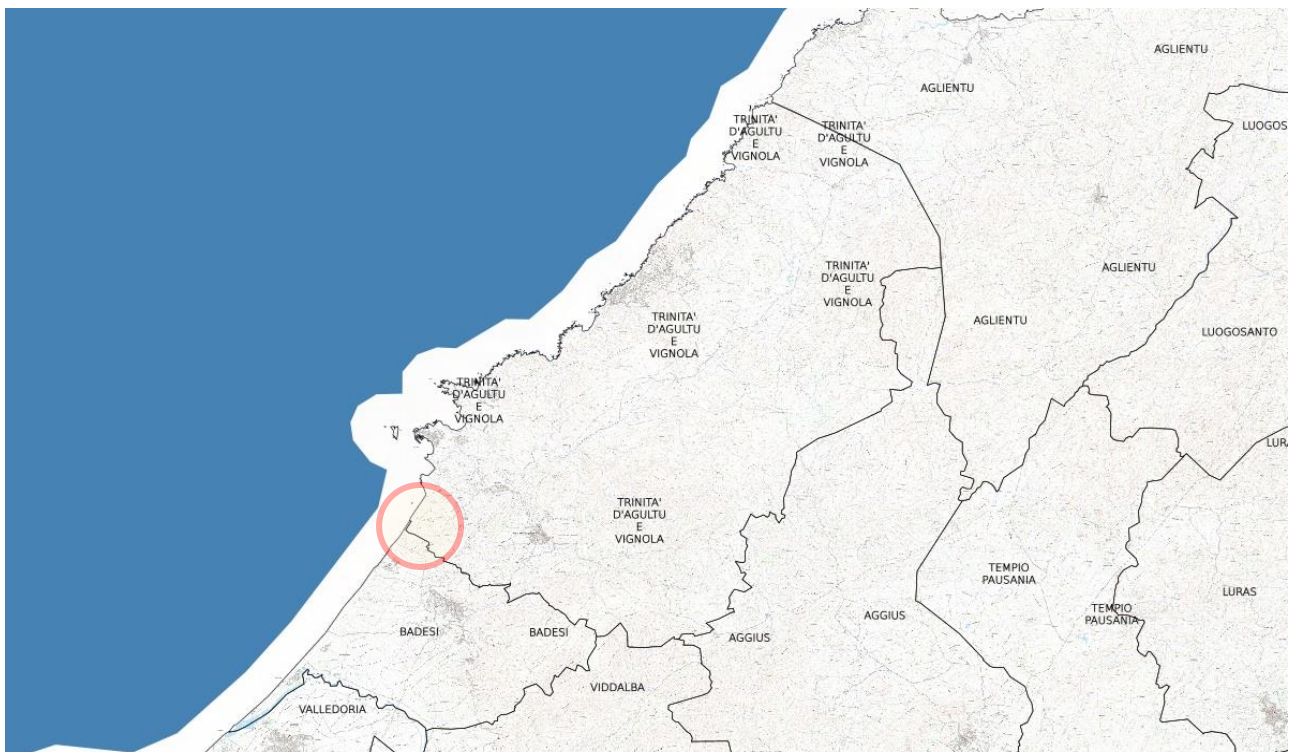 AGLIENTU
AGLIENTU
LUOGOS
TRINITA'
D'AGULTU
E
VIGNOLA
TRINITA'
D'AGULTU
E
VIGNOLA
TRINITA'
D'AGULTU
E
VIGNOLA
AGLIENTU
TRINITA'
D'AGULTU
E
VIGNOLA
AGLIENTU
LUOGOSANTO
TRINITA'
D'AGULTU
E
VIGNOLA
LURA
TRINITA'
D'AGULTU
E
VIGNOLA
TEMPIO
PAUSANIA
LURAS
TEMPIO
PAUSANIA
AGGIUS
BADESI
BADESI
AGGIUS
VIDDALBA
VALLEDORIA